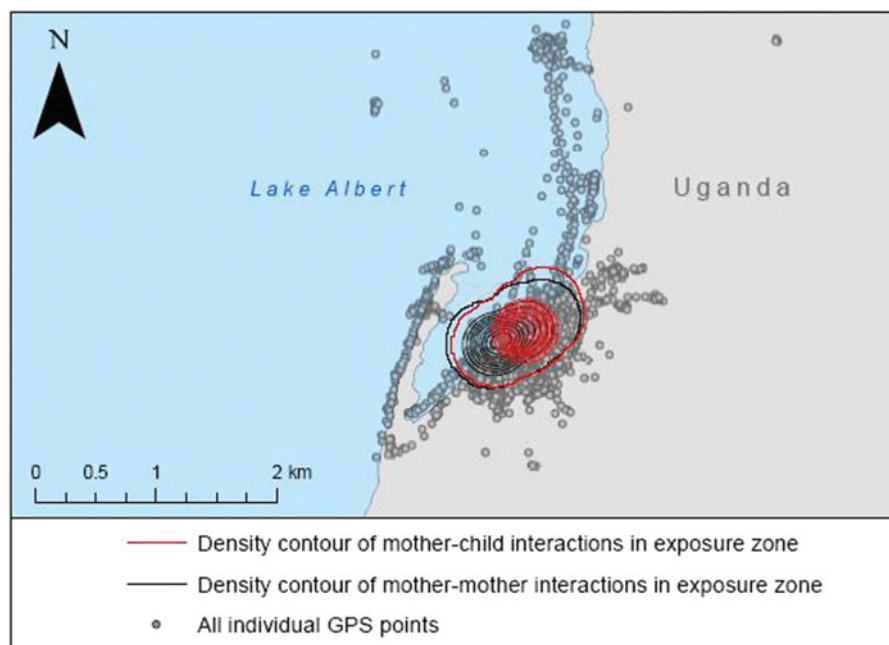 N
Lake Albert
Uganda
0 0.5 1 2 km
Density contour of mother-child interactions in exposure zone
Density contour of mother-mother interactions in exposure zone
All individual GPS points